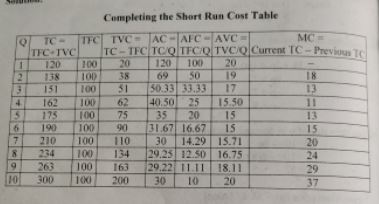 Completing the Short Run Cost Table
Q TC = TFC+TVC TFC TVC = TC – TFC AC = TC/Q AFC = TFC/Q AVC = TVC/Q MC = Current TC – Previous TC
1 120 100 20 120 100 20 –
2 138 100 38 69 50 19 18
3 151 100 51 50.33 33.33 17 13
4 162 100 62 40.50 25 15.50 11
5 175 100 75 35 20 15 13
6 190 100 90 31.67 16.67 15 15
7 210 100 110 30 14.29 15.71 20
8 234 100 134 29.25 12.50 16.75 24
9 263 100 163 29.22 11.11 18.11 29
10 300 100 200 30 10 20 37